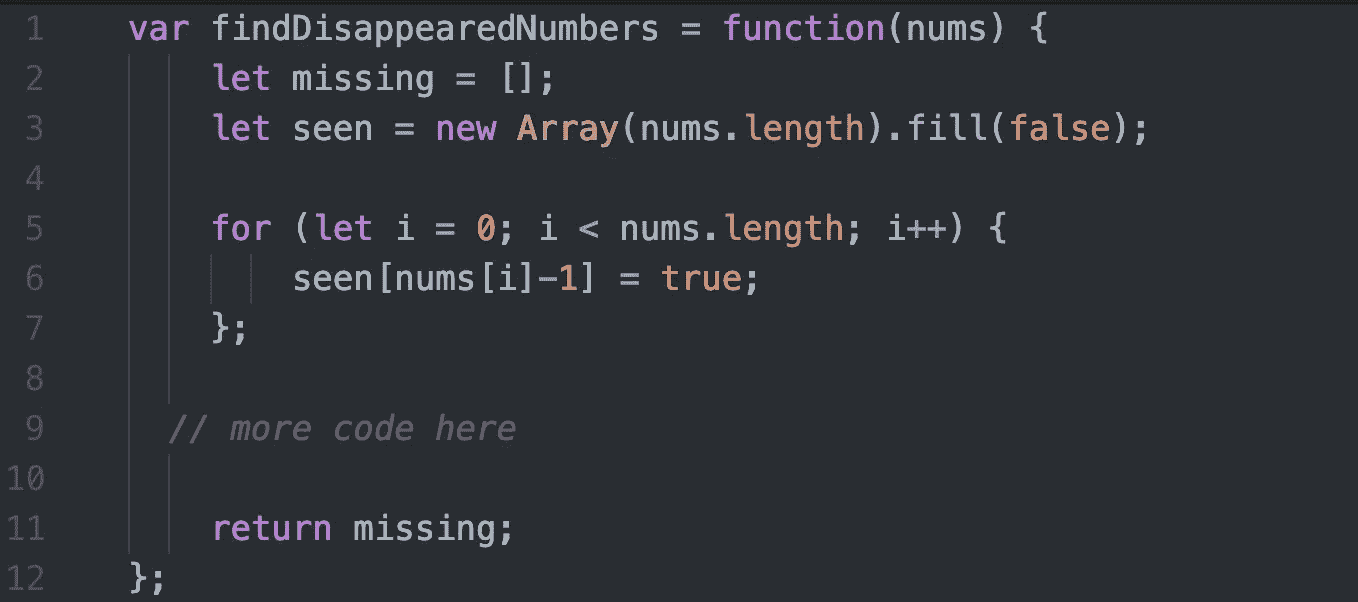 1 var findDisappearedNumbers = function(nums) {
2 let missing = [];
3 let seen = new Array(nums.length).fill(false);
4
5 for (let i = 0; i < nums.length; i++) {
6 seen[nums[i]-1] = true;
7 };
8
9 // more code here
10
11 return missing;
12 };